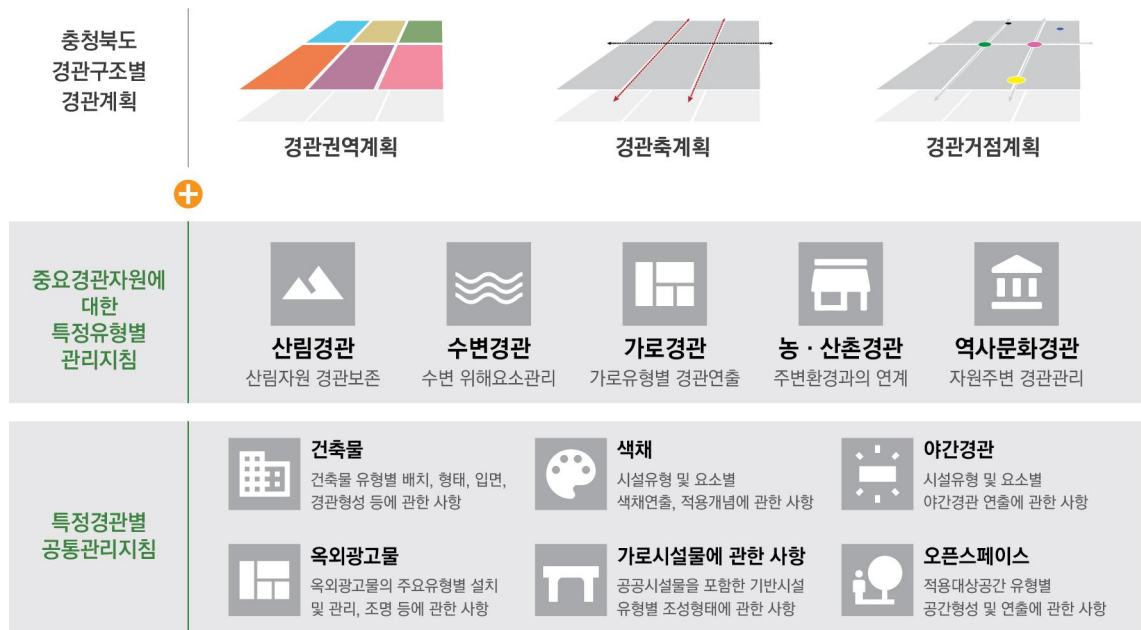 충청북도
경관구조별
경관계획
경관권역계획
경관축계획
경관거점계획
중요경관자원에
대한
특정유형별
관리지침
산림경관
산림자원 경관보존
수변경관
수변 위해요소관리
가로경관
가로유형별 경관연출
농 · 산촌경관
주변환경과의 연계
역사문화경관
자원주변 경관관리
특정경관별
공통관리지침
건축물
건축물 유형별 배치, 형태, 입면,
경관형성 등에 관한 사항
색채
시설유형 및 요소별
색채연출, 적용개념에 관한 사항
야간경관
시설유형 및 요소별
야간경관 연출에 관한 사항
옥외광고물
옥외광고물의 주요유형별 설치
및 관리, 조명 등에 관한 사항
가로시설물에 관한 사항
공공시설물을 포함한 기반시설
유형별 조성형태에 관한 사항
오픈스페이스
적용대상공간 유형별
공간형성 및 연출에 관한 사항